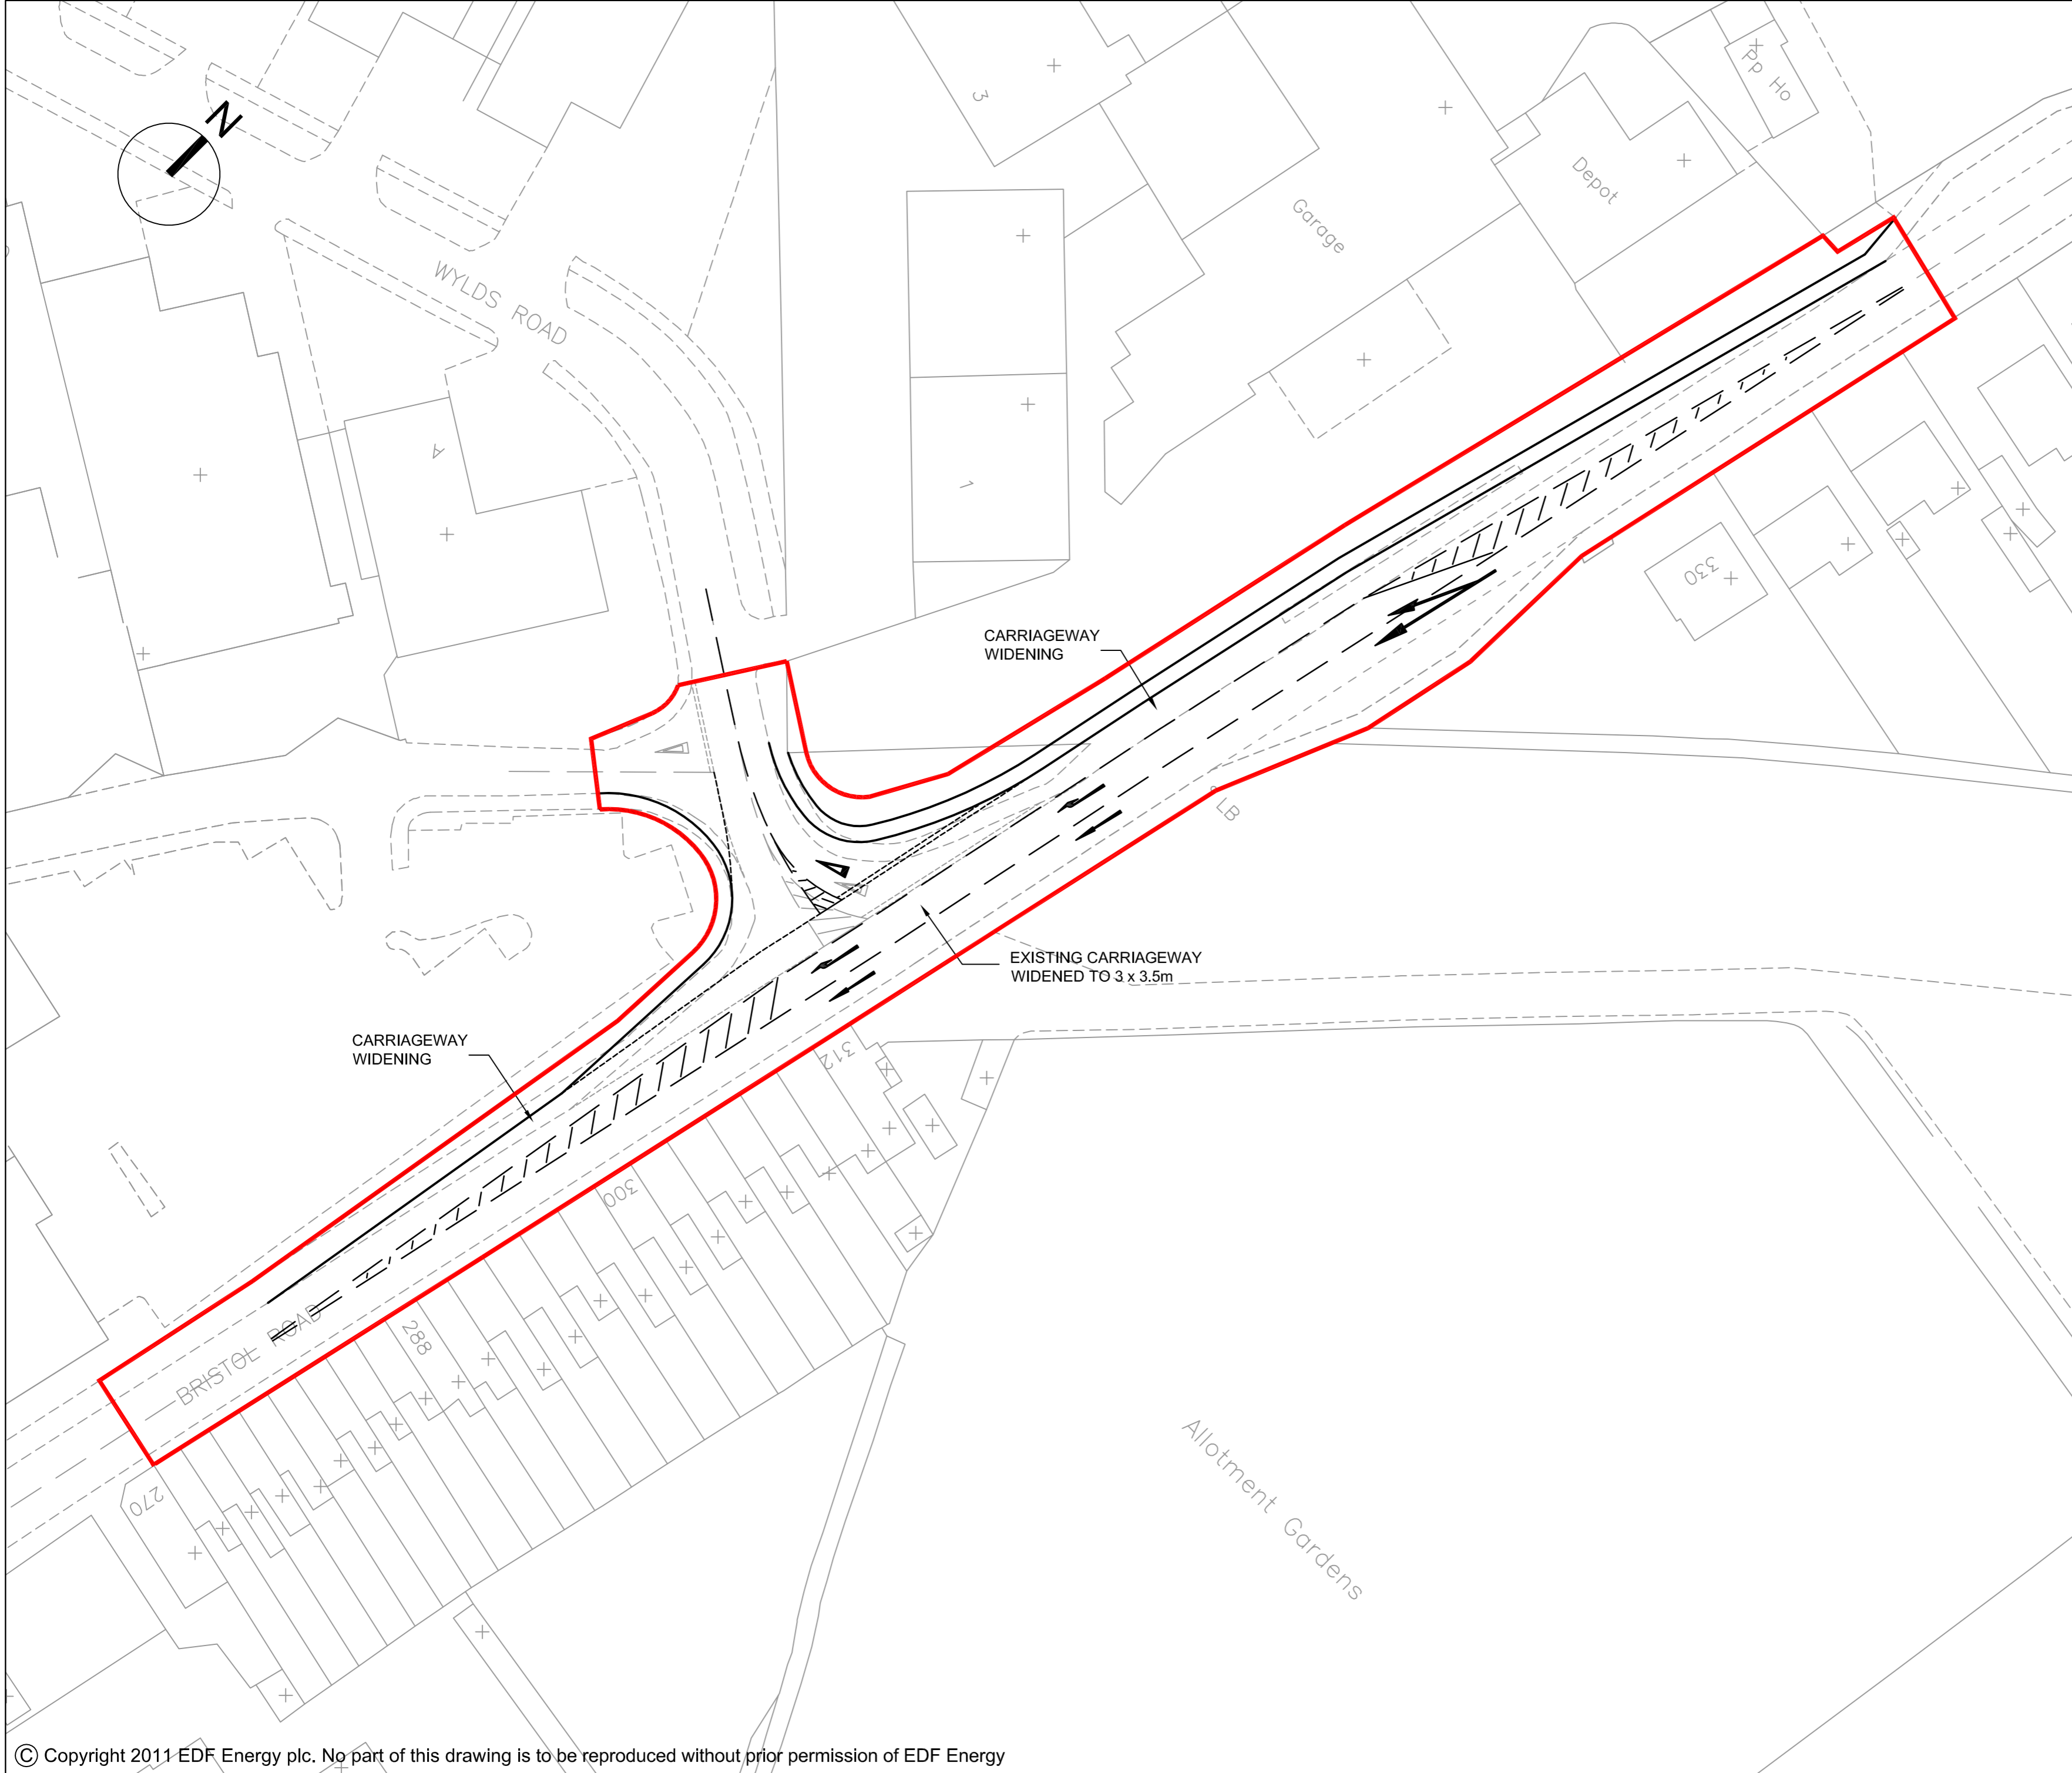 N
3
Pp Ho
Depot
Garage
WYLDS ROAD
A
1
330
CARRIAGEWAY
WIDENING
LB
EXISTING CARRIAGEWAY
WIDENED TO 3 x 3.5m
CARRIAGEWAY
WIDENING
312
300
BRISTOL ROAD
288
270
Allotment Gardens
© Copyright 2011 EDF Energy plc. No part of this drawing is to be reproduced without prior permission of EDF Energy